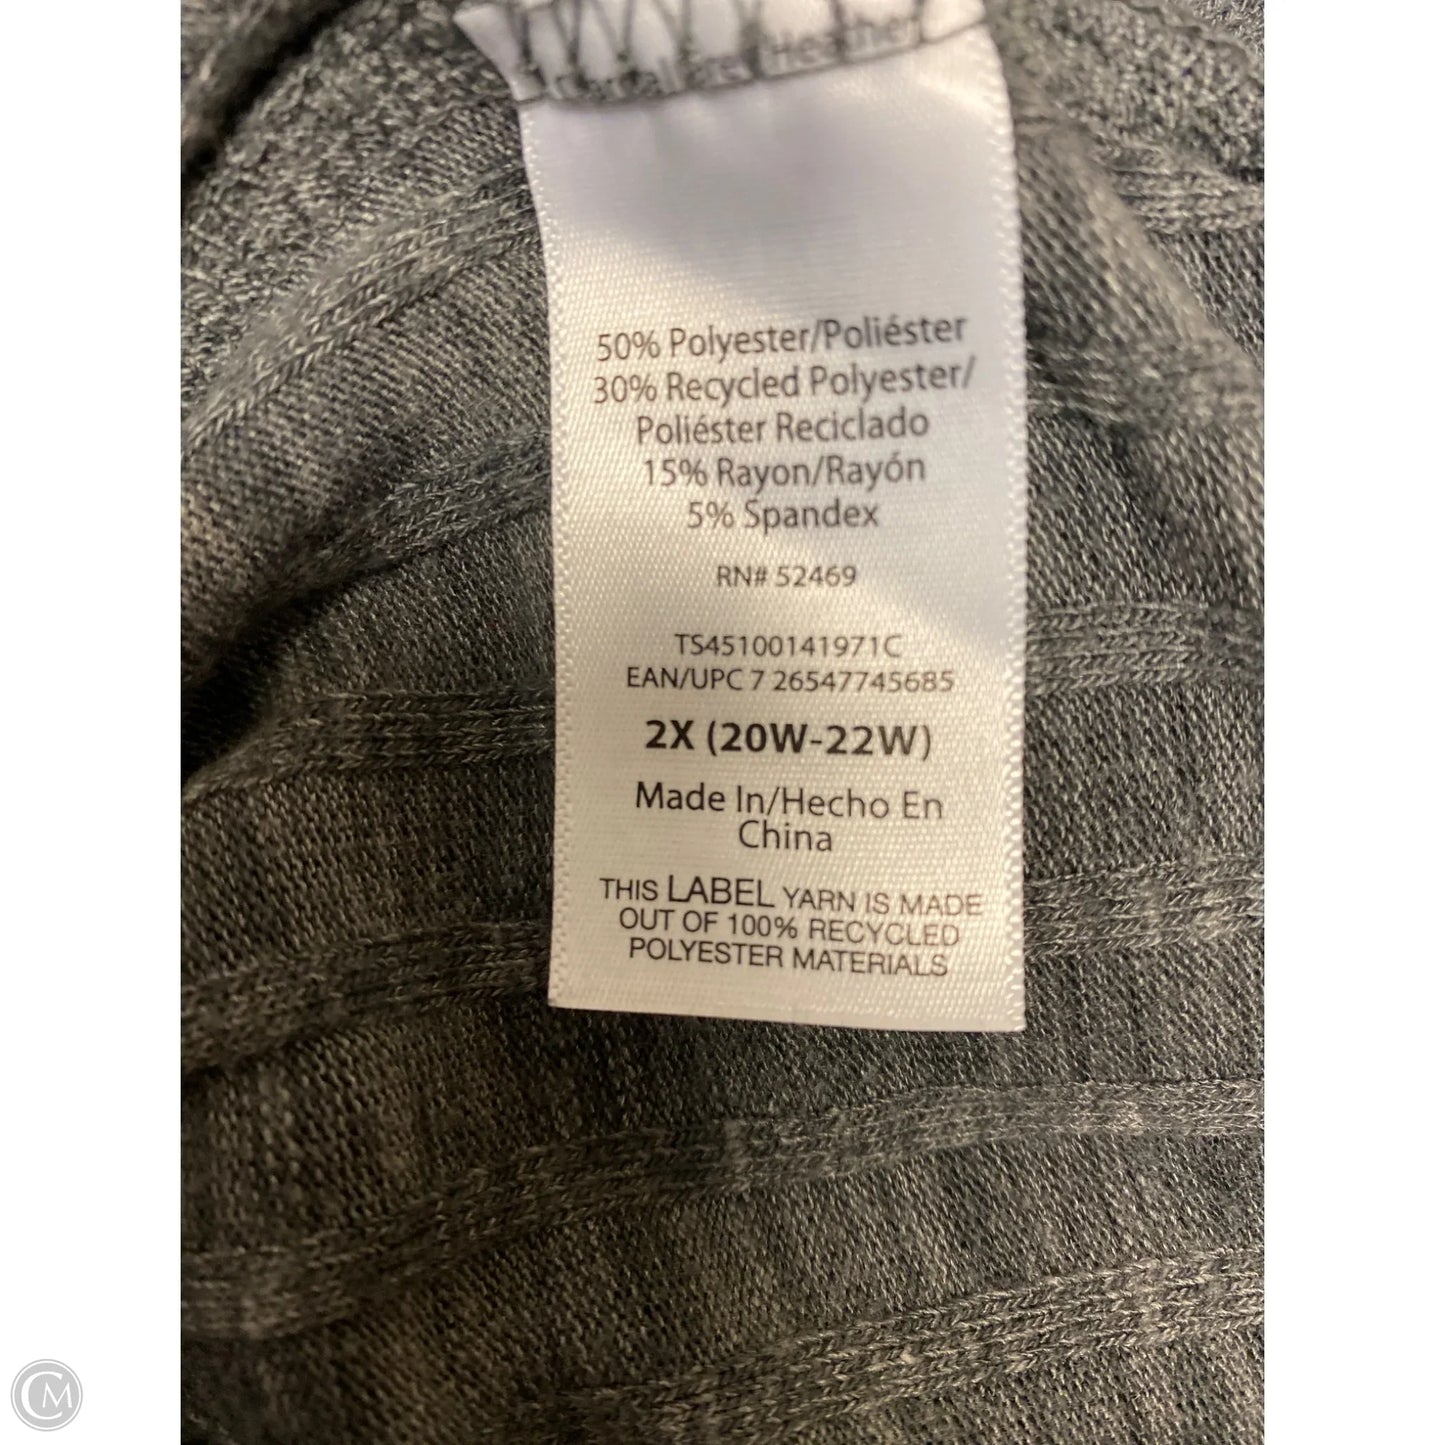 Heather
50% Polyester/Poliéster
30% Recycled Polyester/
Poliéster Reciclado
15% Rayon/Rayón
5% Spandex
RN# 52469
TS45100141971C
EAN/UPC 7 26547745685
2X (20W-22W)
Made In/Hecho En
China
THIS LABEL YARN IS MADE
OUT OF 100% RECYCLED
POLYESTER MATERIALS
CM